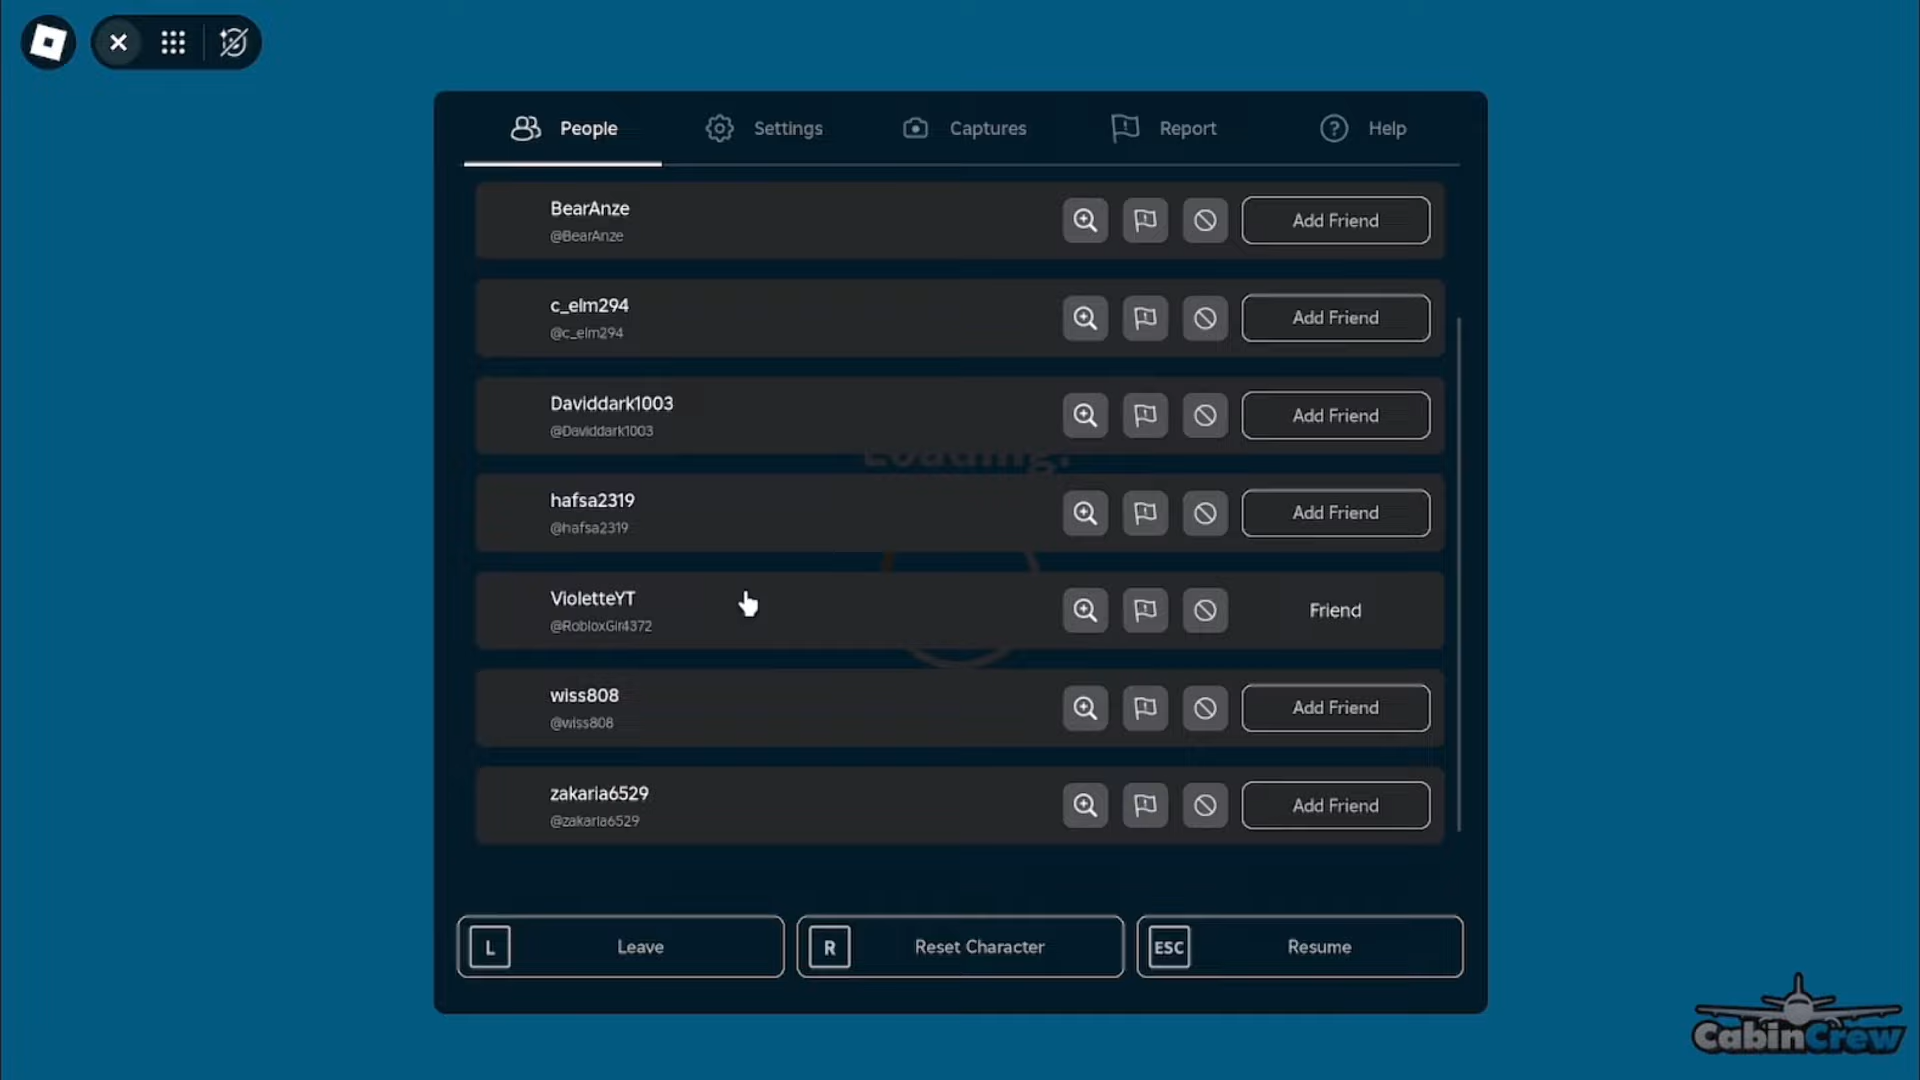 People
Settings
Captures
Report
Help
BearAnze
@BearAnze
Add Friend
c_elm294
@c_elm294
Add Friend
Daviddark1003
@Daviddark1003
Add Friend
Loading.
hafsa2319
@hafsa2319
Add Friend
VioletteYT
@RobloxGirl4372
Friend
wiss808
@wiss808
Add Friend
zakaria6529
@zakaria6529
Add Friend
L Leave
R Reset Character
ESC Resume
CabinCrew